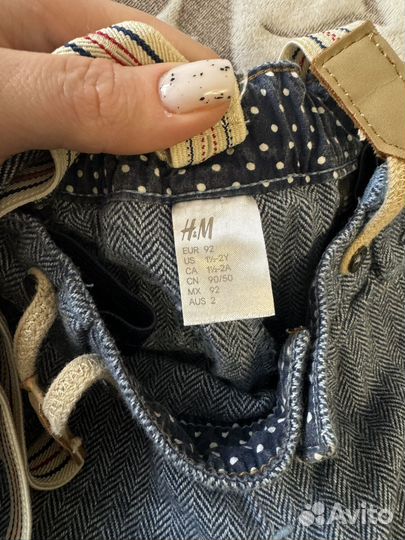 H&M
EUR 92
US 1½-2Y
CA 1½-2A
CN 90/50
MX 92
AUS 2
Avito